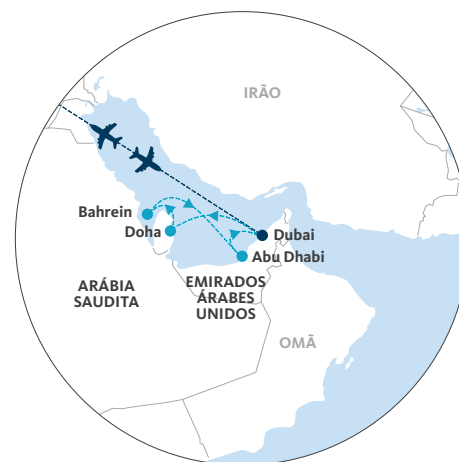 IRÃO
Bahrein
Doha
Dubai
Abu Dhabi
ARÁBIA
SAUDITA
EMIRADOS
ÁRABES
UNIDOS
OMÃ